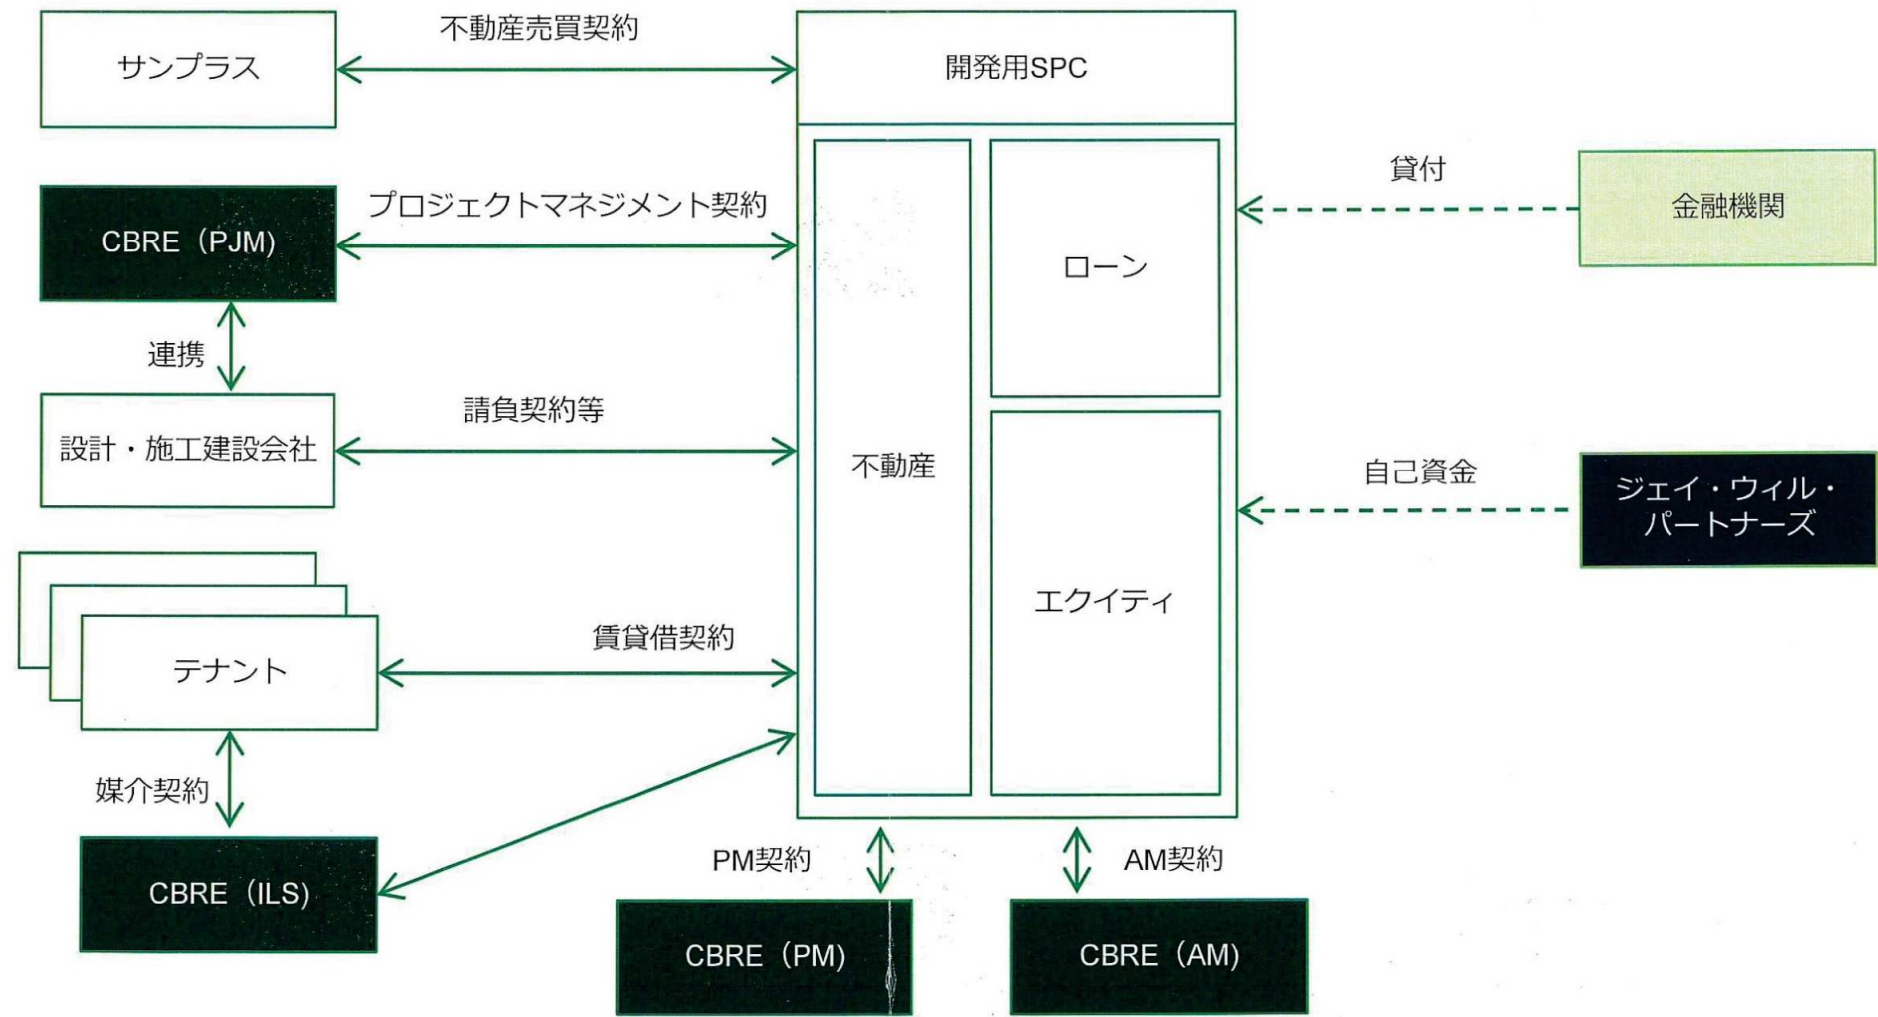 サンプラス
不動産売買契約
開発用SPC
CBRE（PJM)
プロジェクトマネジメント契約
連携
設計・施工建設会社
請負契約等
テナント
賃貸借契約
媒介契約
CBRE（ILS)
不動産
ローン
エクイティ
貸付
金融機関
自己資金
ジェイ・ウィル・
パートナーズ
PM契約
AM契約
CBRE（PM)
CBRE（AM)